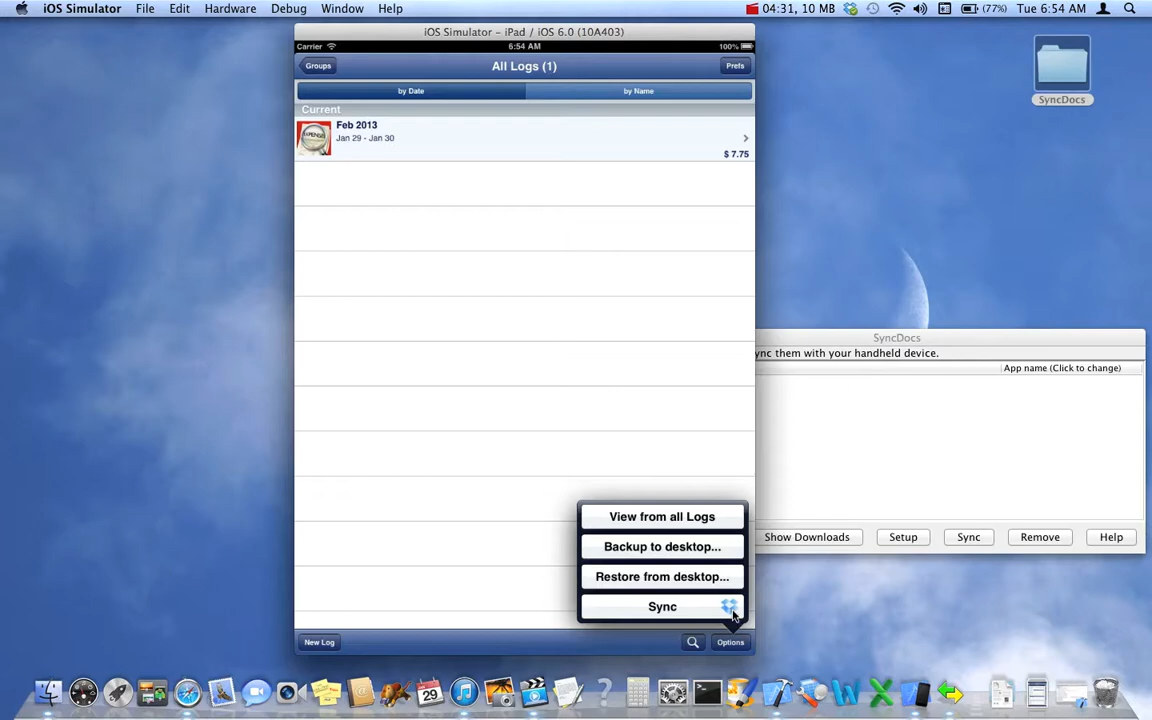 iOS Simulator File Edit Hardware Debug Window Help 04:31, 10 MB (77%) Tue 6:54 AM
iOS Simulator - iPad / iOS 6.0 (10A403)
Carrier 6:54 AM 100%
Groups All Logs (1) Prefs
by Date by Name
Current
Feb 2013
Jan 29 - Jan 30
$ 7.75
EXPENSE
SyncDocs
SyncDocs
ync them with your handheld device.
App name (Click to change)
View from all Logs
Backup to desktop...
Restore from desktop...
Sync
Show Downloads Setup Sync Remove Help
New Log Options
29